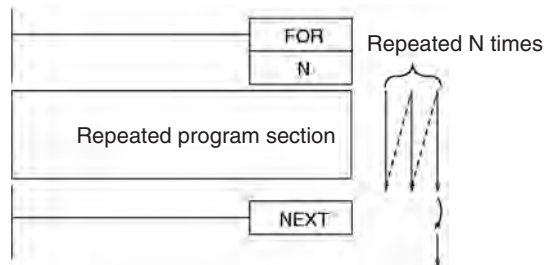 FOR
Repeated N times
N
Repeated program section
NEXT